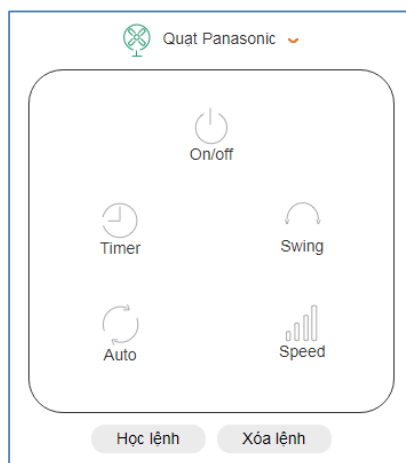 Quạt Panasonic
On/off
Timer
Swing
Auto
Speed
Học lệnh
Xóa lệnh